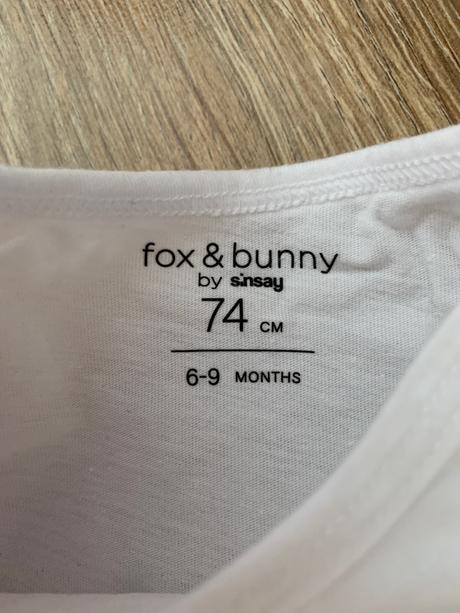 fox & bunny
by sinsay
74 CM
6-9 MONTHS